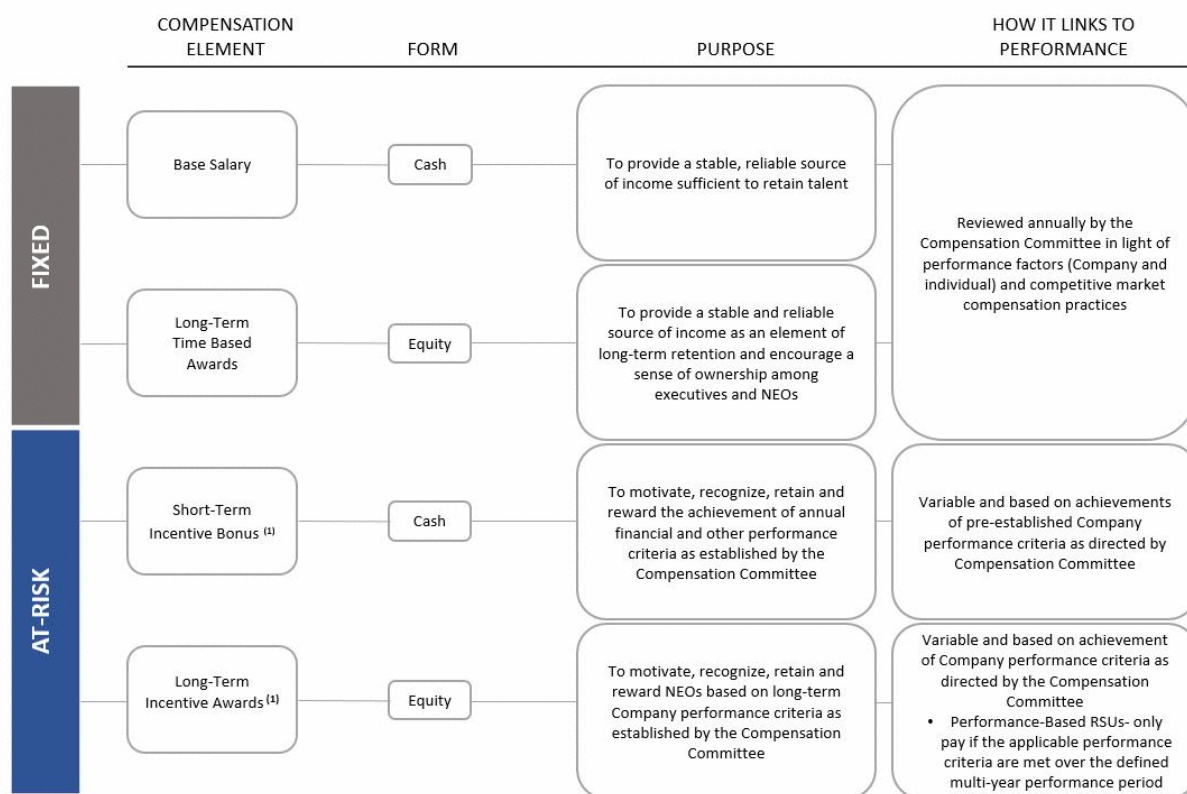 COMPENSATION
ELEMENT
FORM
PURPOSE
HOW IT LINKS TO
PERFORMANCE
FIXED
Base Salary
Cash
To provide a stable, reliable source
of income sufficient to retain talent
Reviewed annually by the
Compensation Committee in light of
performance factors (Company and
individual) and competitive market
compensation practices
Long-Term
Time Based
Awards
Equity
To provide a stable and reliable
source of income as an element of
long-term retention and encourage a
sense of ownership among
executives and NEOs
AT-RISK
Short-Term
Incentive Bonus (1)
Cash
To motivate, recognize, retain and
reward the achievement of annual
financial and other performance
criteria as established by the
Compensation Committee
Variable and based on achievements
of pre-established Company
performance criteria as directed by
Compensation Committee
Long-Term
Incentive Awards (1)
Equity
To motivate, recognize, retain and
reward NEOs based on long-term
Company performance criteria as
established by the Compensation
Committee
Variable and based on achievement
of Company performance criteria as
directed by the Compensation
Committee
• Performance-Based RSUs- only
pay if the applicable performance
criteria are met over the defined
multi-year performance period